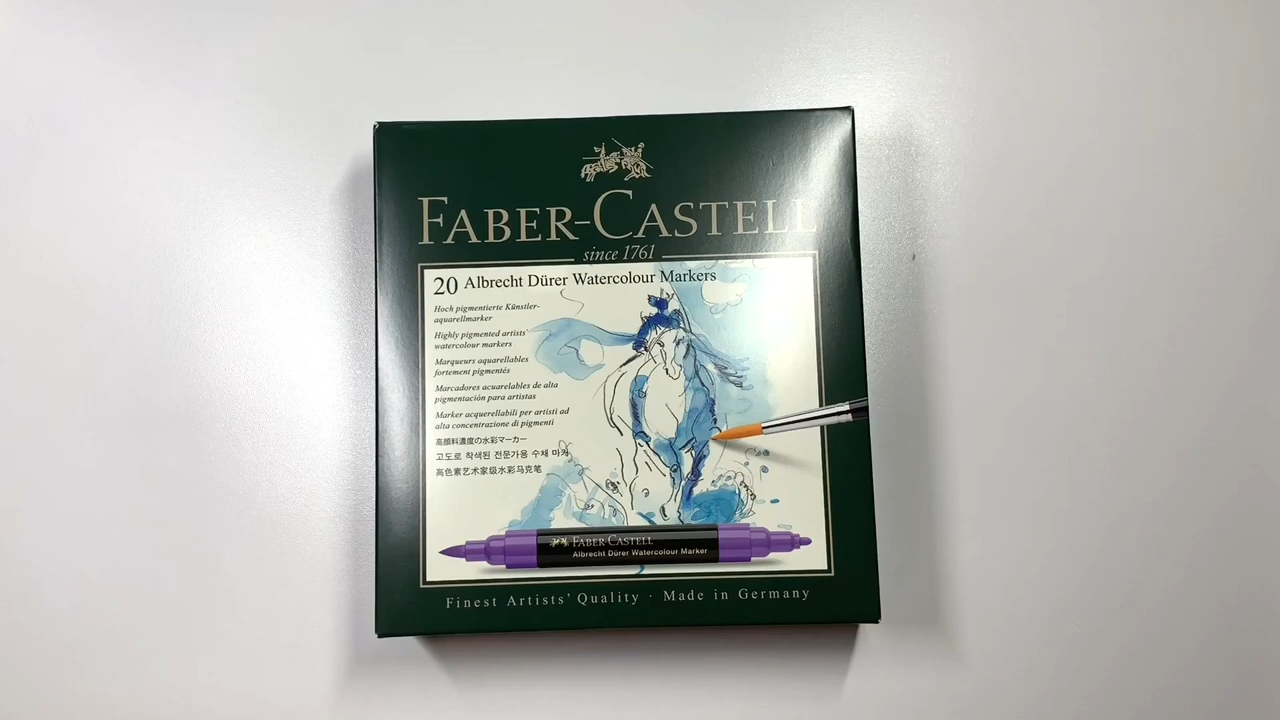 FABER-CASTELL
since 1761
20 Albrecht Dürer Watercolour Markers
Hoch pigmentierte Künstler-
aquarellmarker
Highly pigmented artists'
watercolour markers
Marqueurs aquarellables
fortement pigmentés
Marcadores acuarelables de alta
pigmentación para artistas
Marker acquerellabili per artisti ad
alta concentrazione di pigmenti
高顔料濃度の水彩マーカー
고도로 착색된 전문가용 수채 마커
高色素艺术家级水彩马克笔
FABER CASTELL
Albrecht Dürer Watercolour Marker
Finest Artists' Quality · Made in Germany